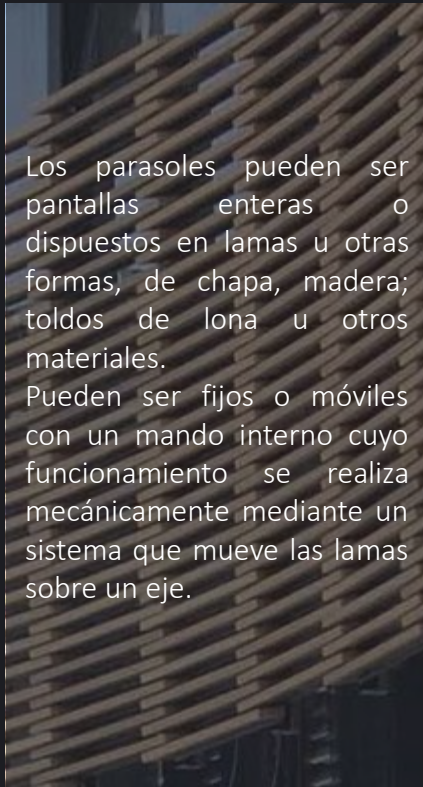 Los parasoles pueden ser
pantallas enteras o
dispuestos en lamas u otras
formas, de chapa, madera;
toldos de lona u otros
materiales.
Pueden ser fijos o móviles
con un mando interno cuyo
funcionamiento se realiza
mecánicamente mediante un
sistema que mueve las lamas
sobre un eje.